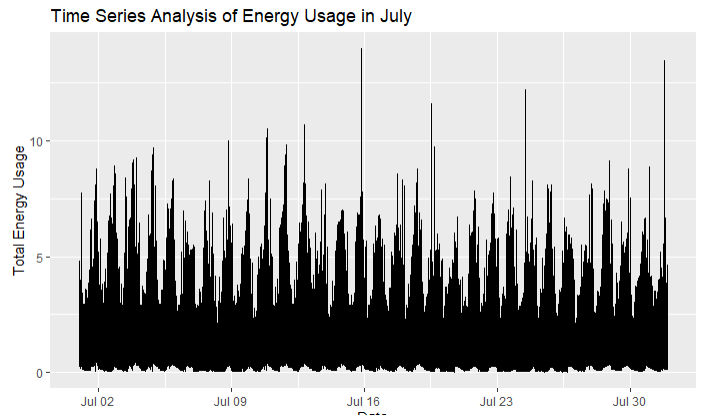 Time Series Analysis of Energy Usage in July
Total Energy Usage
10
5
0
Jul 02
Jul 09
Jul 16
Jul 23
Jul 30